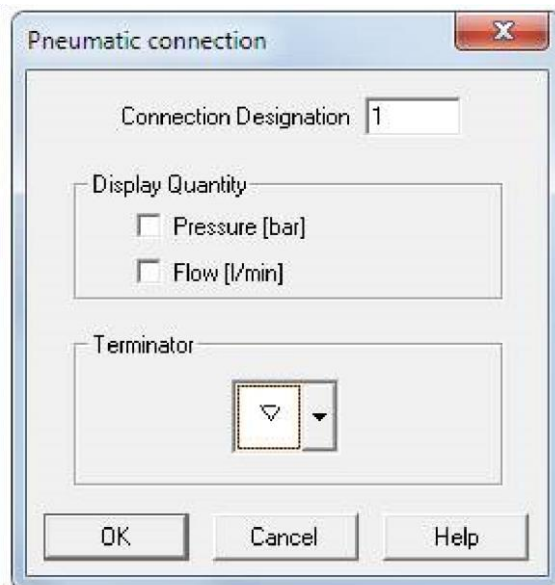 Pneumatic connection
Connection Designation 1
Display Quantity
Pressure [bar]
Flow [l/min]
Terminator
OK Cancel Help